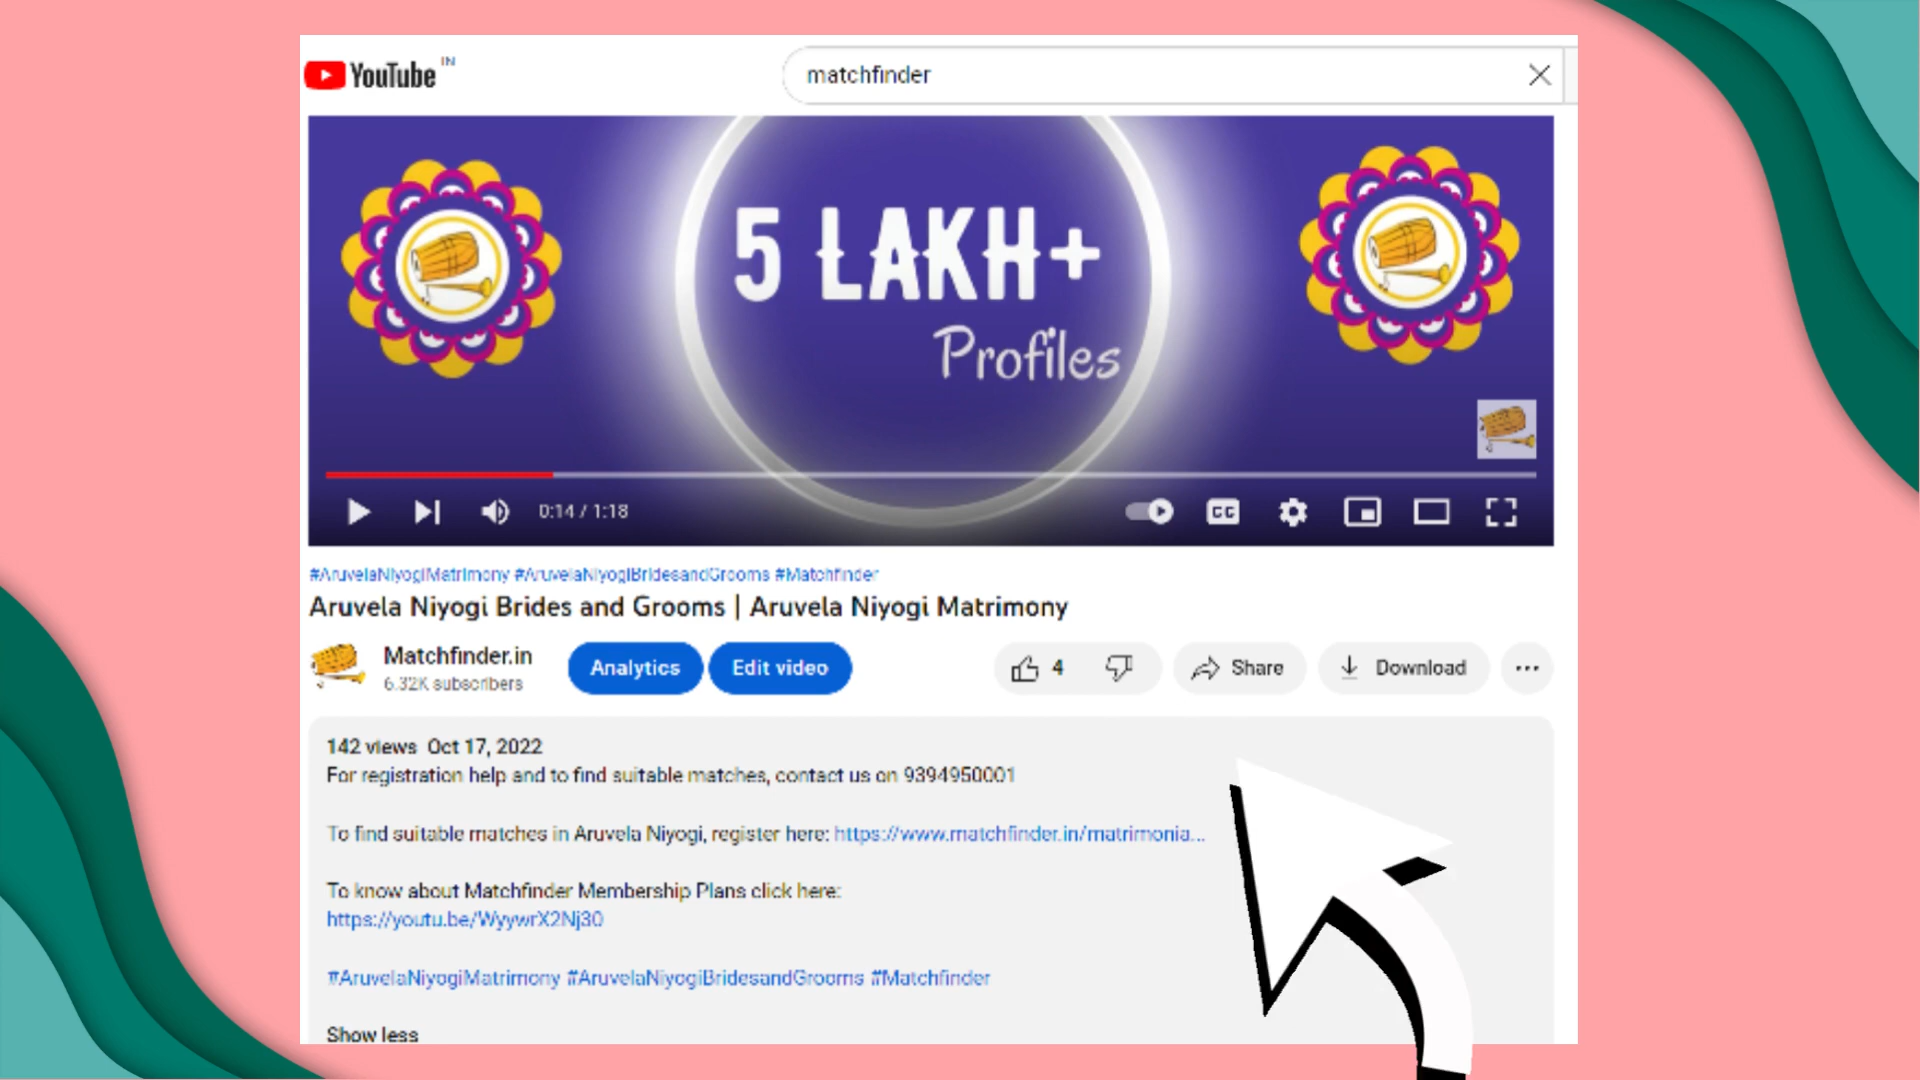 YouTube IN
matchfinder
5 LAKH+
Profiles
0:14 / 1:18
CC
#AruvelaNiyogiMatrimony #AruvelaNiyogiBridesandGrooms #Matchfinder
Aruvela Niyogi Brides and Grooms | Aruvela Niyogi Matrimony
Matchfinder.in
6.32K subscribers
Analytics
Edit video
4
Share
Download
142 views Oct 17, 2022
For registration help and to find suitable matches, contact us on 9394950001
To find suitable matches in Aruvela Niyogi, register here: https://www.matchfinder.in/matrimonia...
To know about Matchfinder Membership Plans click here:
https://youtu.be/WyywrX2Nj30
#AruvelaNiyogiMatrimony #AruvelaNiyogiBridesandGrooms #Matchfinder
Show less